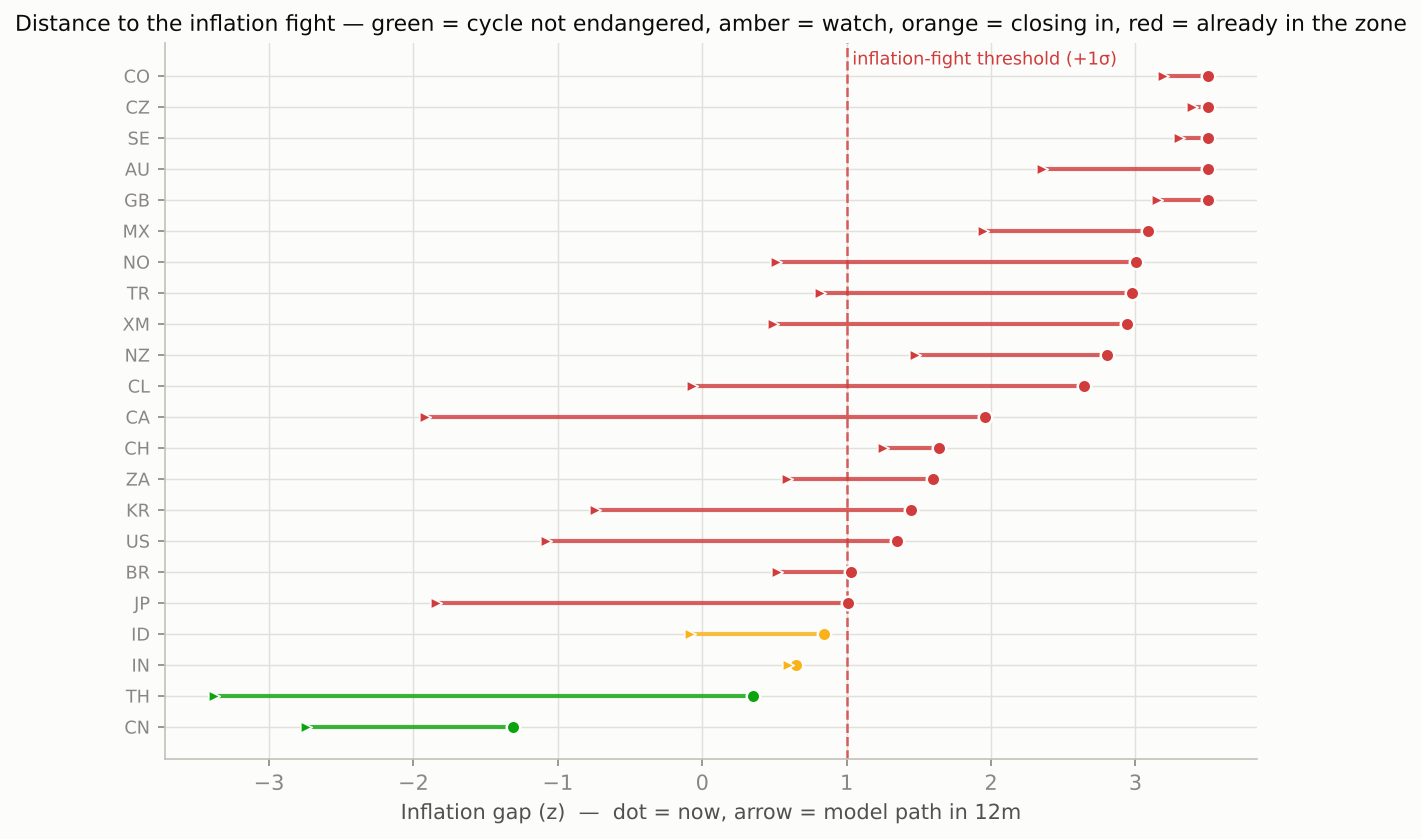 Distance to the inflation fight — green = cycle not endangered, amber = watch, orange = closing in, red = already in the zone
inflation-fight threshold (+1σ)
CO
CZ
SE
AU
GB
MX
NO
TR
XM
NZ
CL
CA
CH
ZA
KR
US
BR
JP
ID
IN
TH
CN
−3 −2 −1 0 1 2 3
Inflation gap (z) — dot = now, arrow = model path in 12m